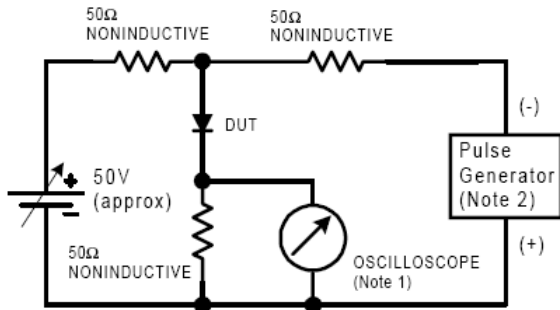 50Ω
NONINDUCTIVE
50Ω
NONINDUCTIVE
DUT
(-)
+
50V
(approx)
-
Pulse
Generator
(Note 2)
50Ω
NONINDUCTIVE
OSCILLOSCOPE
(Note 1)
(+)